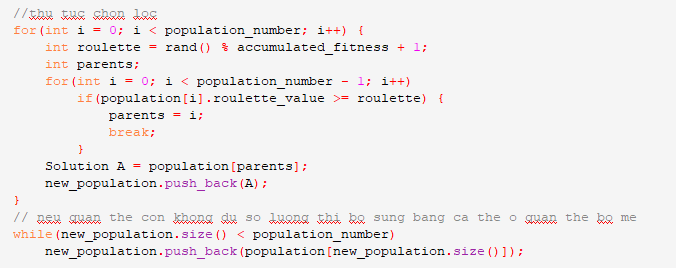 //thu tuc chon loc
for(int i = 0; i < population_number; i++) {
    int roulette = rand() % accumulated_fitness + 1;
    int parents;
    for(int i = 0; i < population_number - 1; i++)
        if(population[i].roulette_value >= roulette) {
            parents = i;
            break;
        }
    Solution A = population[parents];
    new_population.push_back(A);
}
// neu quan the con khong du so luong thi bo sung bang ca the o quan the bo me
while(new_population.size() < population_number)
    new_population.push_back(population[new_population.size()]);